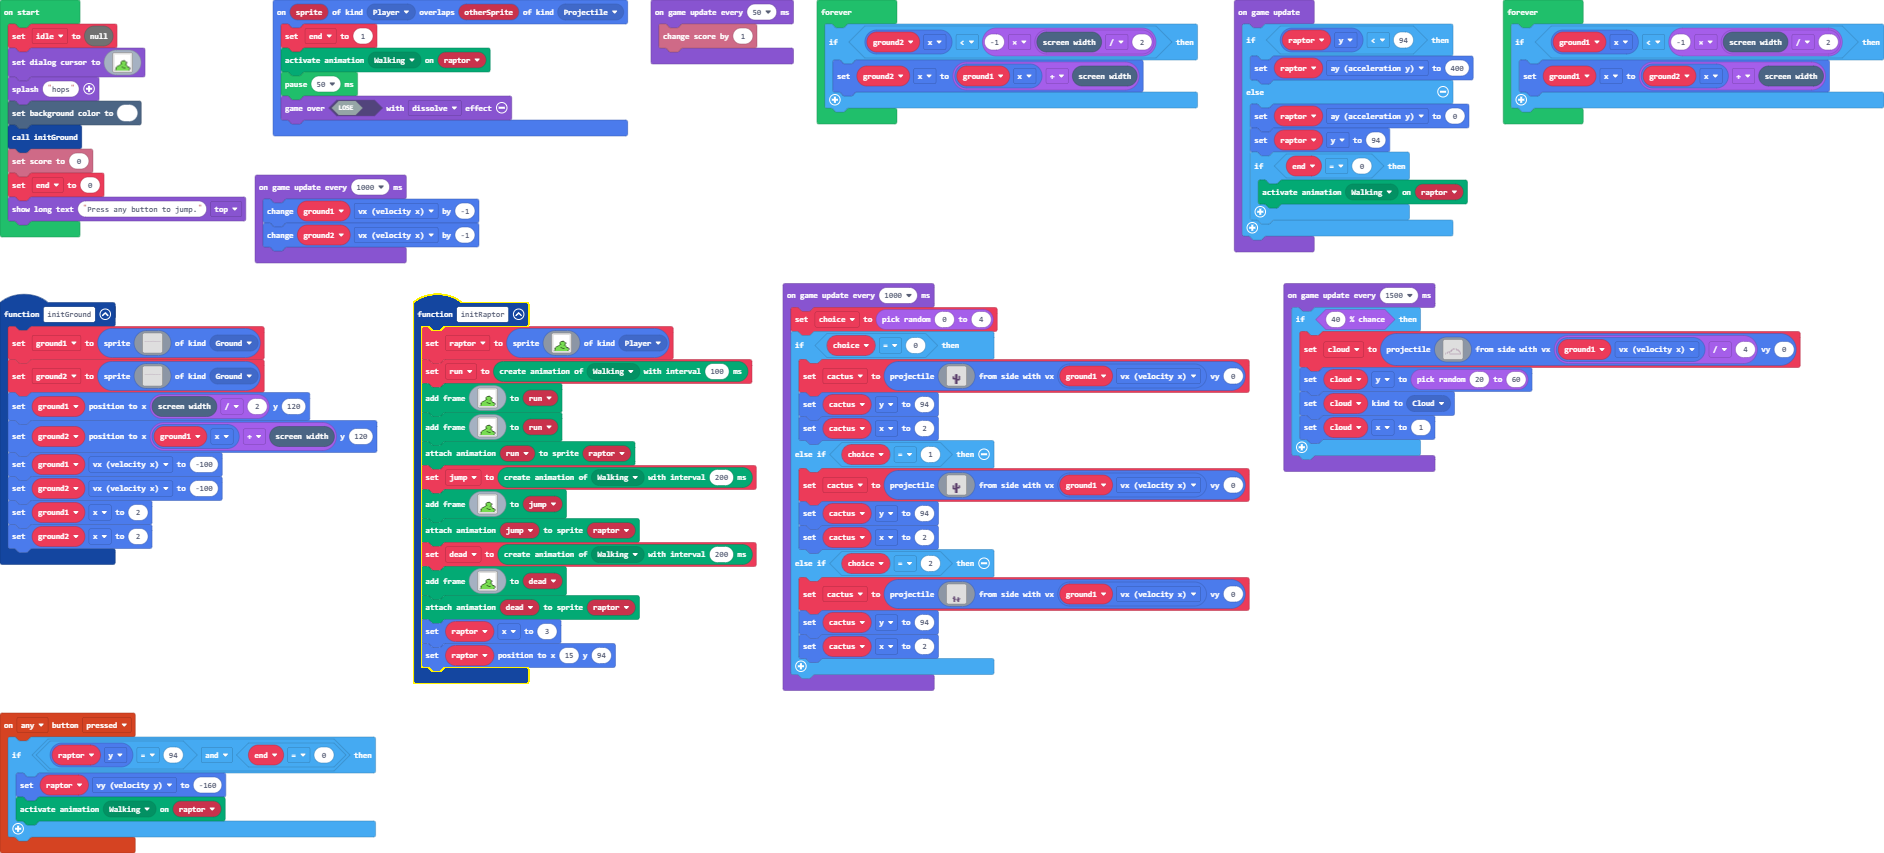 on start
set idle to null
set dialog cursor to
splash "hops"
set background color to
call initGround
set score to 0
set end to 0
show long text "Press any button to jump." top
on sprite of kind Player overlaps otherSprite of kind Projectile
set end to 1
activate animation Walking on raptor
pause 50 ms
game over LOSE with dissolve effect
on game update every 1000 ms
change ground1 vx (velocity x) by -1
change ground2 vx (velocity x) by -1
on game update every 50 ms
change score by 1
forever
if ground2 x < -1 × screen width / 2 then
set ground2 x to ground1 x + screen width
on game update
if raptor y < 94 then
set raptor ay (acceleration y) to 400
else
set raptor ay (acceleration y) to 0
set raptor y to 94
if end = 0 then
activate animation Walking on raptor
forever
if ground1 x < -1 × screen width / 2 then
set ground1 x to ground2 x + screen width
function initGround
set ground1 to sprite of kind Ground
set ground2 to sprite of kind Ground
set ground1 position to x screen width / 2 y 120
set ground2 position to x ground1 x + screen width y 120
set ground1 vx (velocity x) to -100
set ground2 vx (velocity x) to -100
set ground1 x to 2
set ground2 x to 2
function initRaptor
set raptor to sprite of kind Player
set run to create animation of Walking with interval 100 ms
add frame to run
add frame to run
attach animation run to sprite raptor
set jump to create animation of Walking with interval 200 ms
add frame to jump
attach animation jump to sprite raptor
set dead to create animation of Walking with interval 200 ms
add frame to dead
attach animation dead to sprite raptor
set raptor x to 3
set raptor position to x 15 y 94
on game update every 1000 ms
set choice to pick random 0 to 4
if choice = 0 then
set cactus to projectile from side with vx ground1 vx (velocity x) vy 0
set cactus y to 94
set cactus x to 2
else if choice = 1 then
set cactus to projectile from side with vx ground1 vx (velocity x) vy 0
set cactus y to 94
set cactus x to 2
else if choice = 2 then
set cactus to projectile from side with vx ground1 vx (velocity x) vy 0
set cactus y to 94
set cactus x to 2
on game update every 1500 ms
if 40 % chance then
set cloud to projectile from side with vx ground1 vx (velocity x) / 4 vy 0
set cloud y to pick random 20 to 60
set cloud kind to Cloud
set cloud x to 1
on any button pressed
if raptor y = 94 and end = 0 then
set raptor vy (velocity y) to -160
activate animation Walking on raptor